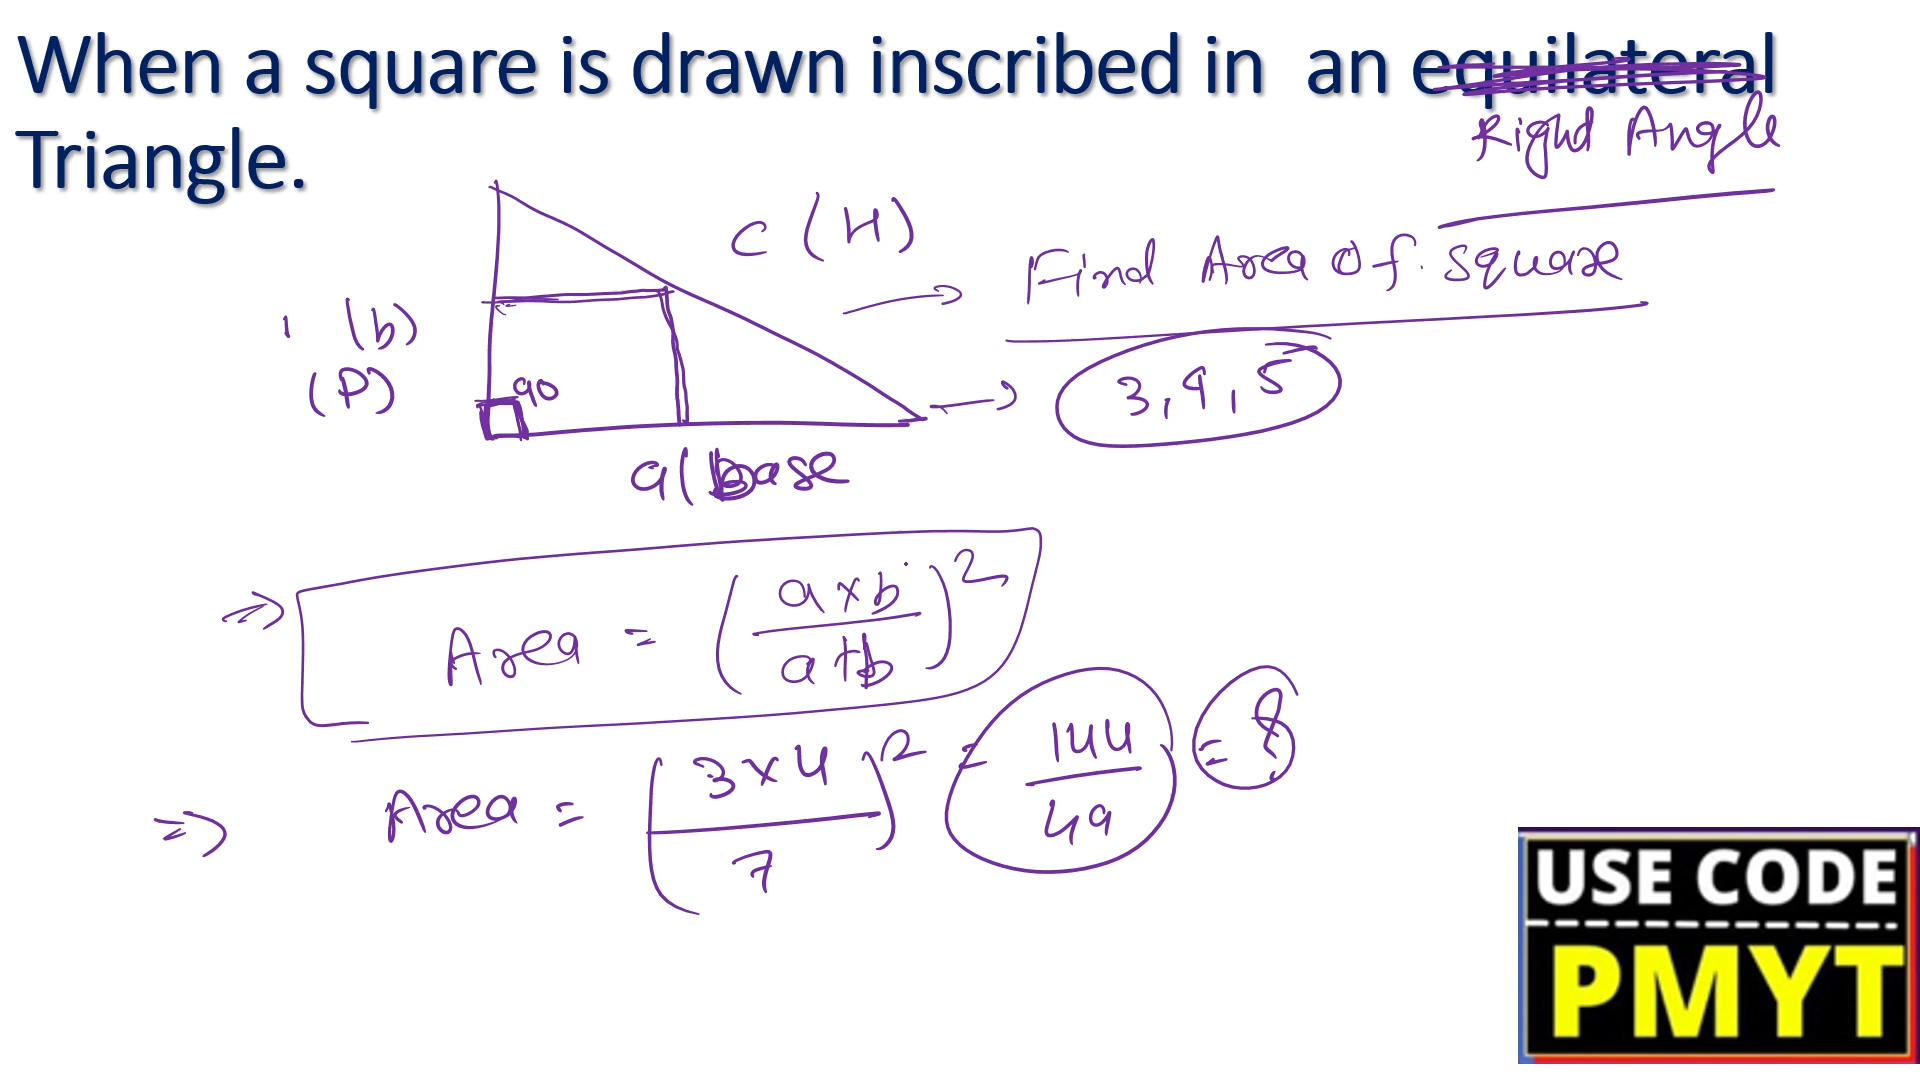 When a square is drawn inscribed in an equilateral
Right Angle
Triangle.
C (H)
Find Area of square
(b)
(P)
90
3, 4, 5
a (base
Area = (a×b / a+b)²
Area = (3×4 / 7)² = 144 / 49 =
USE CODE
PMYT